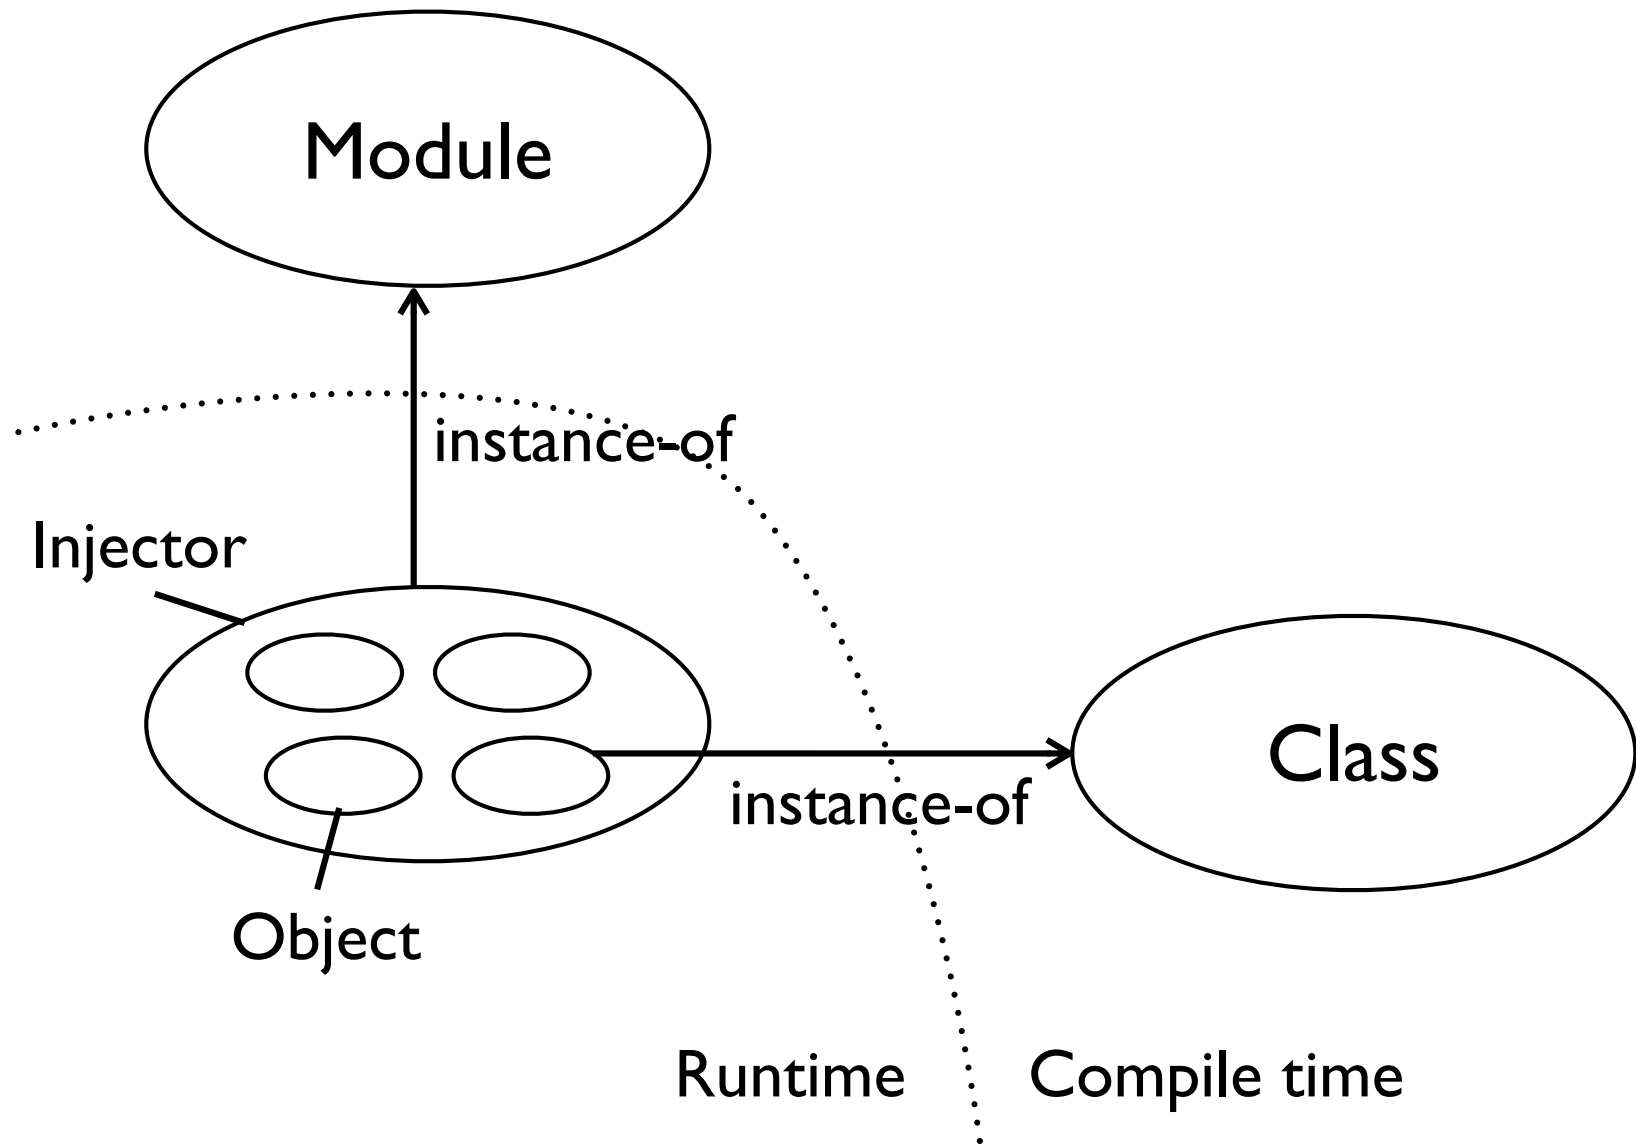 Module
instance-of
Injector
Class
instance-of
Object
Runtime
Compile time